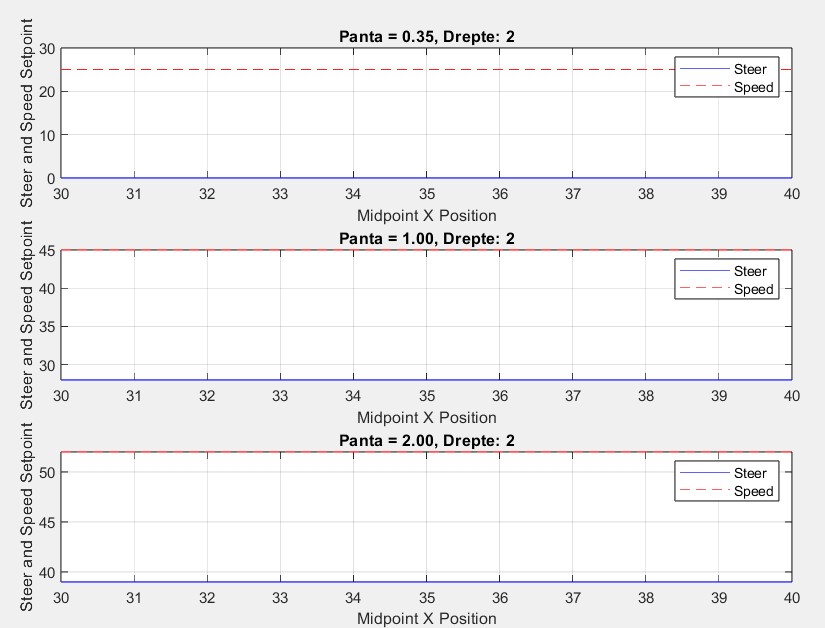 Panta = 0.35, Drepte: 2
Steer and Speed Setpoint
30
20
10
0
Steer
Speed
30 31 32 33 34 35 36 37 38 39 40
Midpoint X Position
Panta = 1.00, Drepte: 2
Steer and Speed Setpoint
45
40
35
30
Steer
Speed
30 31 32 33 34 35 36 37 38 39 40
Midpoint X Position
Panta = 2.00, Drepte: 2
Steer and Speed Setpoint
50
45
40
Steer
Speed
30 31 32 33 34 35 36 37 38 39 40
Midpoint X Position